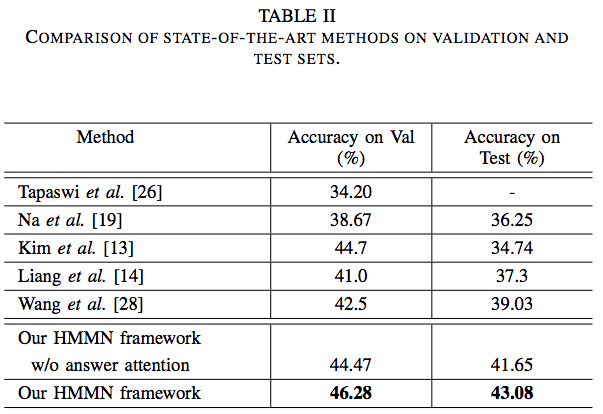 TABLE II
COMPARISON OF STATE-OF-THE-ART METHODS ON VALIDATION AND
TEST SETS.
Method Accuracy on Val (%) Accuracy on Test (%)
Tapaswi et al. [26] 34.20 -
Na et al. [19] 38.67 36.25
Kim et al. [13] 44.7 34.74
Liang et al. [14] 41.0 37.3
Wang et al. [28] 42.5 39.03
Our HMMN framework
w/o answer attention 44.47 41.65
Our HMMN framework 46.28 43.08